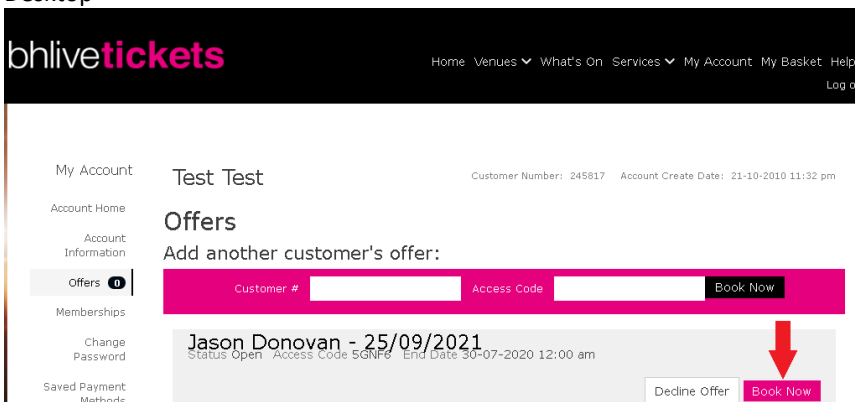 Desktop
bhlivetickets
Home Venues What's On Services My Account My Basket Help
Log o
My Account
Test Test
Customer Number: 245817 Account Create Date: 21-10-2010 11:32 pm
Account Home
Account
Information
Offers 0
Memberships
Change
Password
Saved Payment
Methods
Offers
Add another customer's offer:
Customer # Access Code Book Now
Jason Donovan - 25/09/2021
Status Open Access Code 5GNF6 End Date 30-07-2020 12:00 am
Decline Offer Book Now